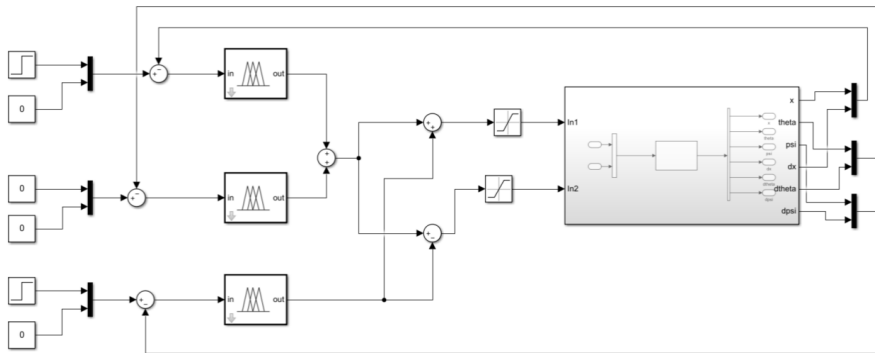 x
in out
0
In1
theta
psi
dx
0
in out
In2
dtheta
0
dpsi
in out
0